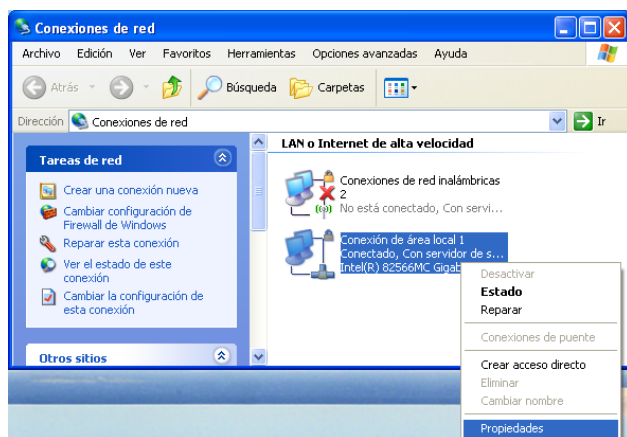 Conexiones de red
Archivo Edición Ver Favoritos Herramientas Opciones avanzadas Ayuda
Atrás Búsqueda Carpetas
Dirección Conexiones de red Ir
Tareas de red
Crear una conexión nueva
Cambiar configuración de
Firewall de Windows
Reparar esta conexión
Ver el estado de este
conexión
Cambiar la configuración de
esta conexión
Otros sitios
LAN o Internet de alta velocidad
Conexiones de red inalámbricas
2
No está conectado, Con servi...
Conexión de área local 1
Conectado, Con servidor de s...
Intel(R) 82566MC Gigab
Desactivar
Estado
Reparar
Conexiones de puente
Crear acceso directo
Eliminar
Cambiar nombre
Propiedades